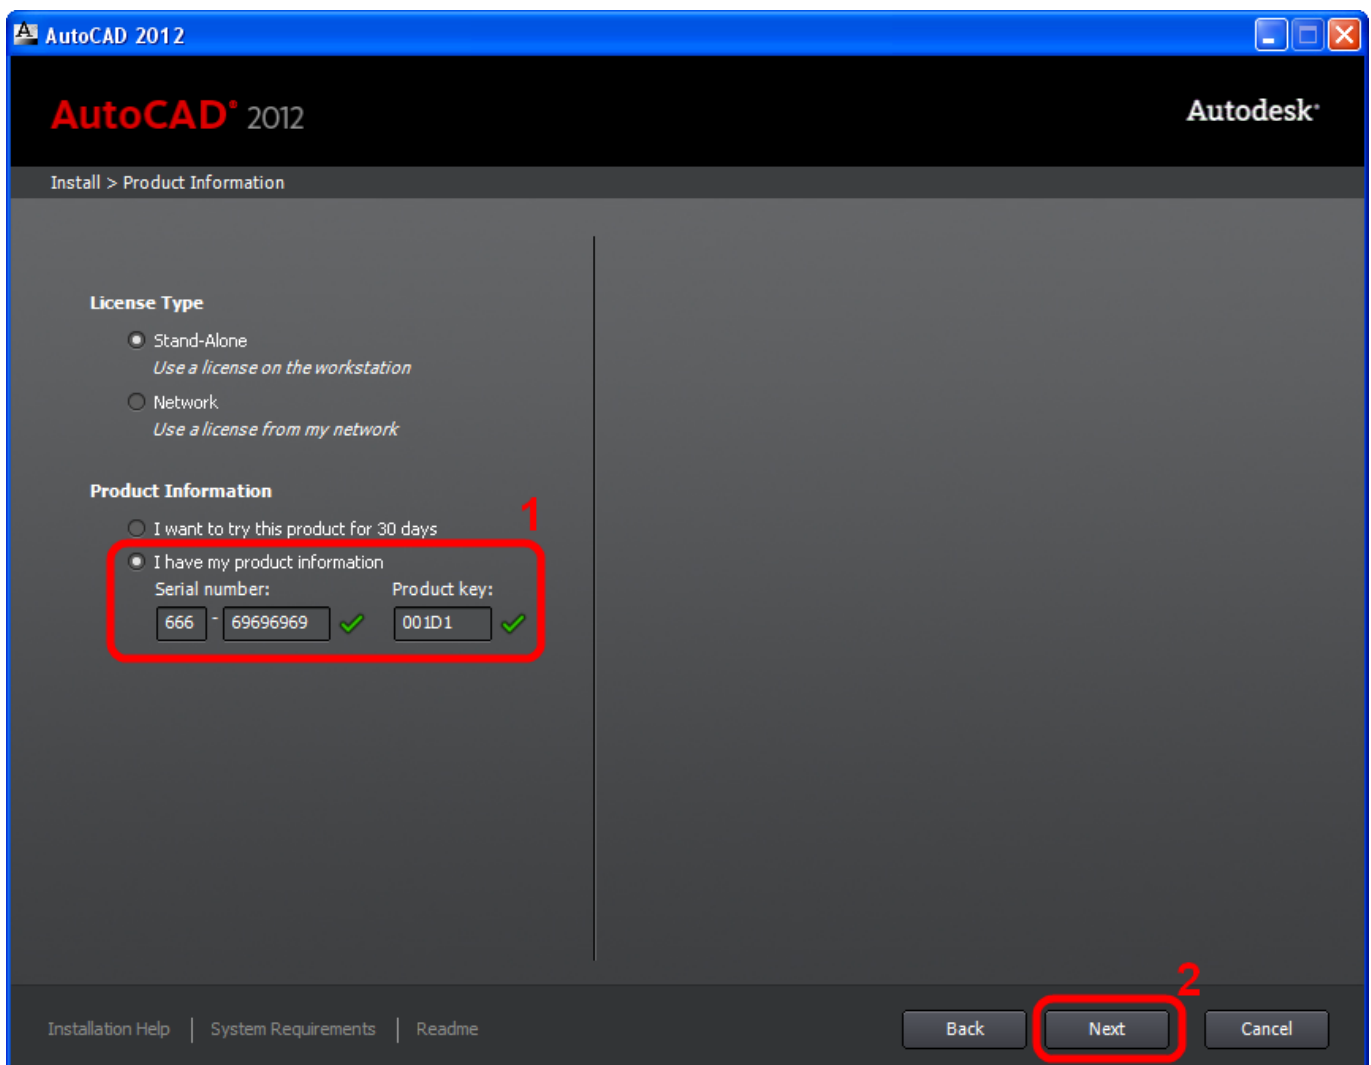 AutoCAD 2012
AutoCAD® 2012
Autodesk®
Install > Product Information
License Type
Stand-Alone
Use a license on the workstation
Network
Use a license from my network
Product Information
1
I want to try this product for 30 days
I have my product information
Serial number: Product key:
666 - 69696969 001D1
2
Installation Help | System Requirements | Readme Back Next Cancel